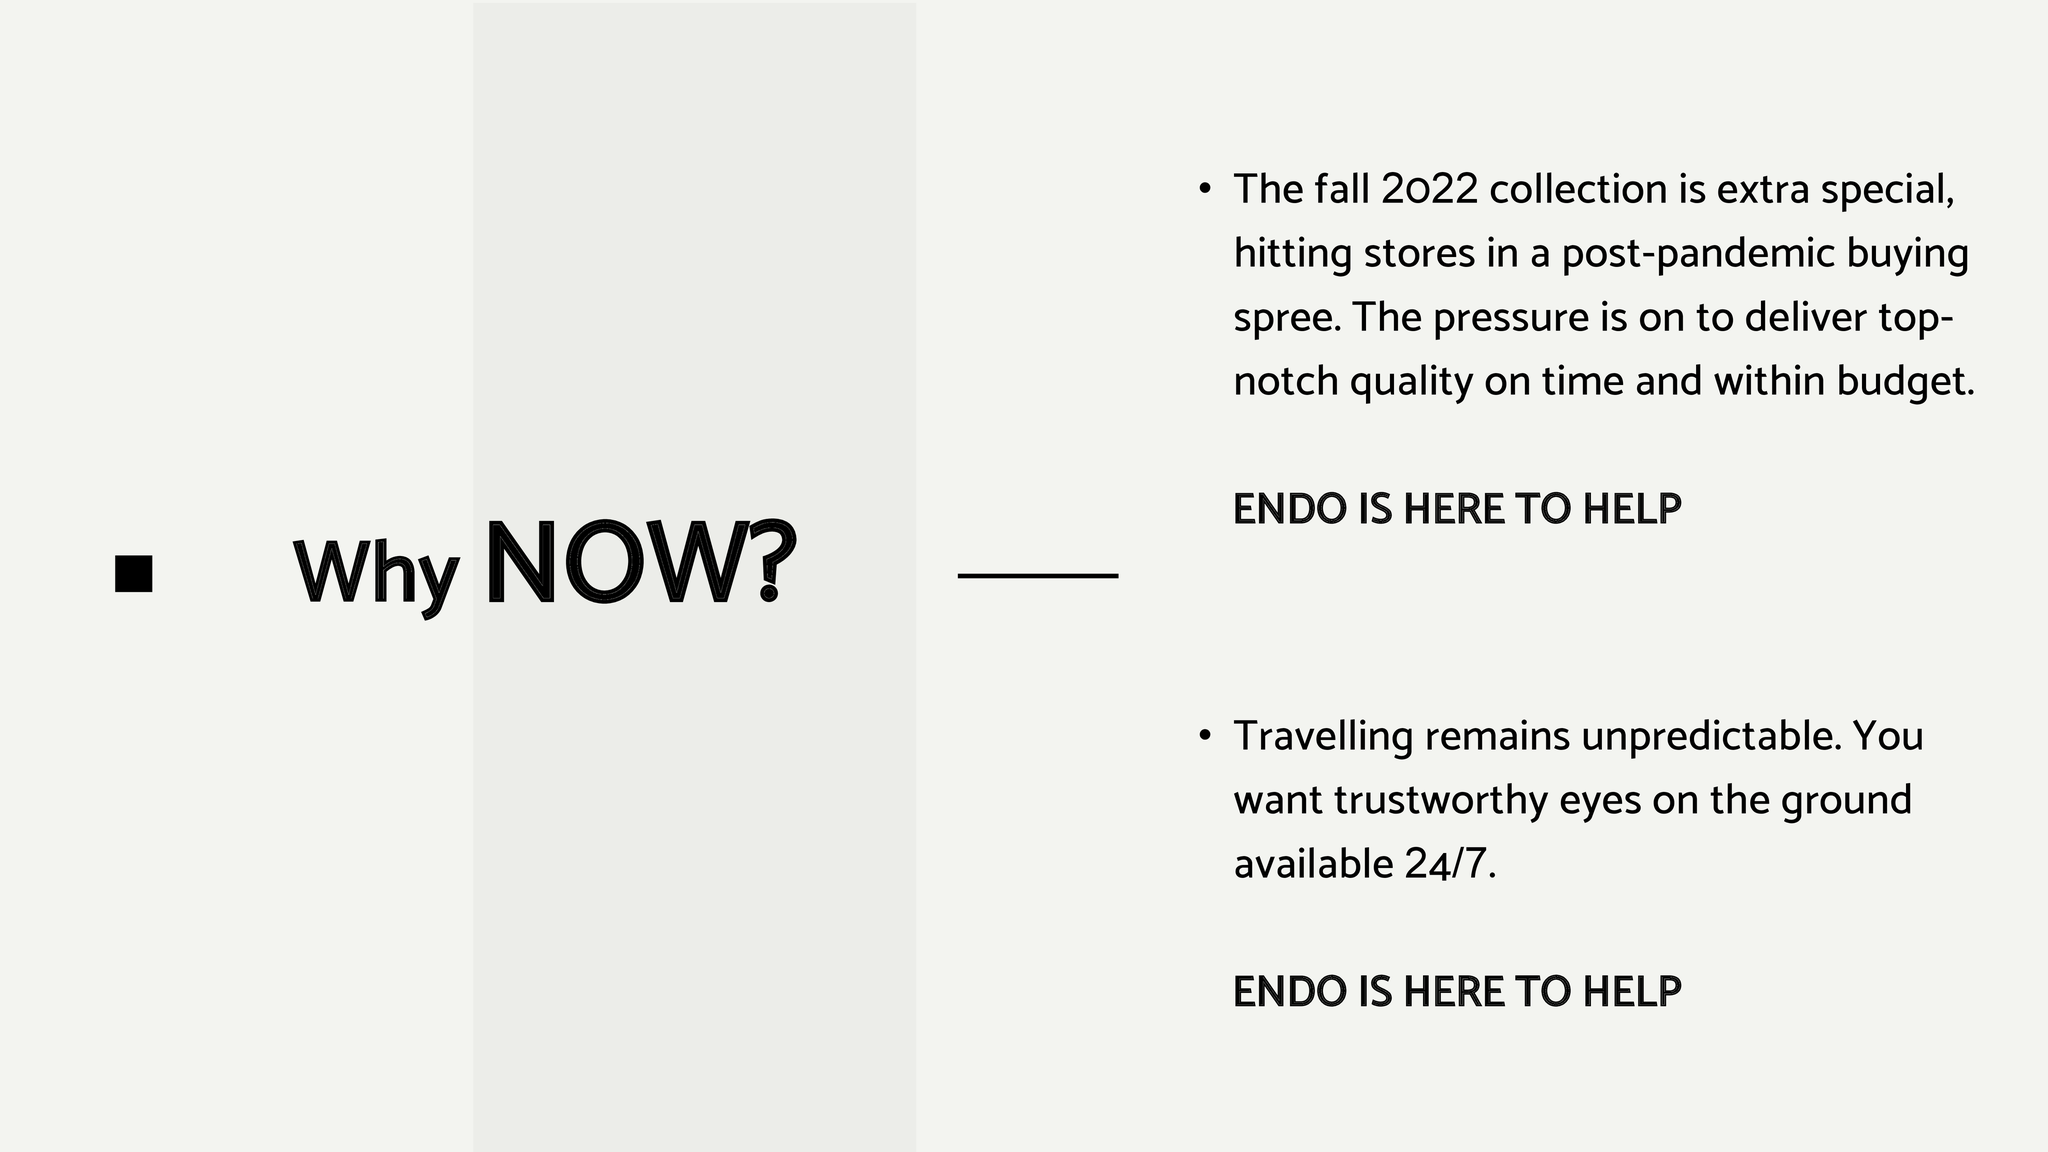 Why NOW?
• The fall 2022 collection is extra special,
hitting stores in a post-pandemic buying
spree. The pressure is on to deliver top-
notch quality on time and within budget.
ENDO IS HERE TO HELP
• Travelling remains unpredictable. You
want trustworthy eyes on the ground
available 24/7.
ENDO IS HERE TO HELP